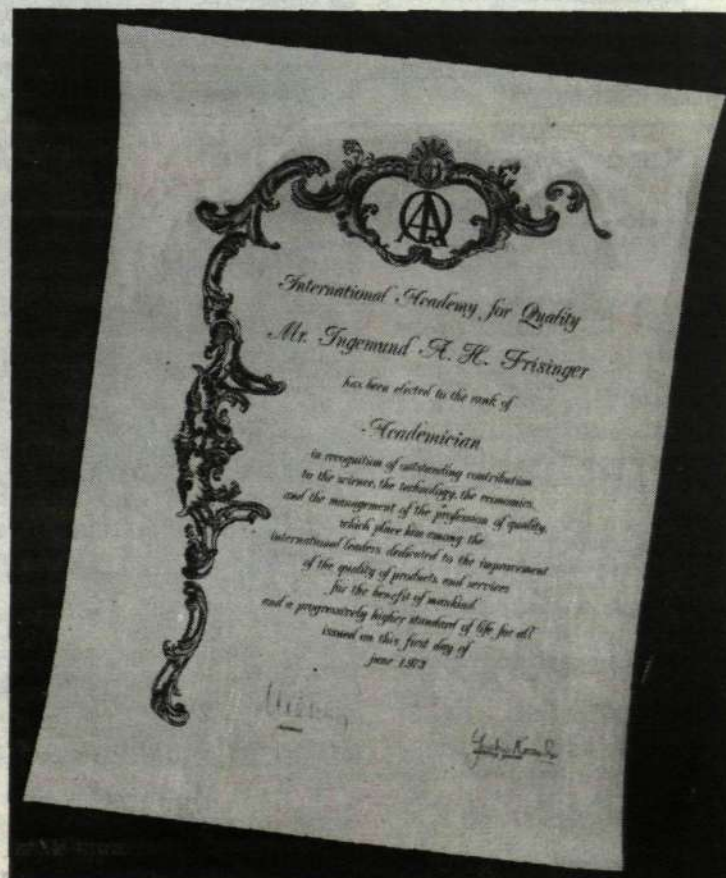 International Academy for Quality
Mr. Ingemund A. H. Frisinger
has been elected to the rank of
Academician
in recognition of outstanding contribution
to the science, the technology, the economics,
and the management of the profession of quality,
which place him among the
international leaders, dedicated to the improvement
of the quality of products and services
for the benefit of mankind
and a progressively higher standard of life for all
issued on this first day of
june 1973